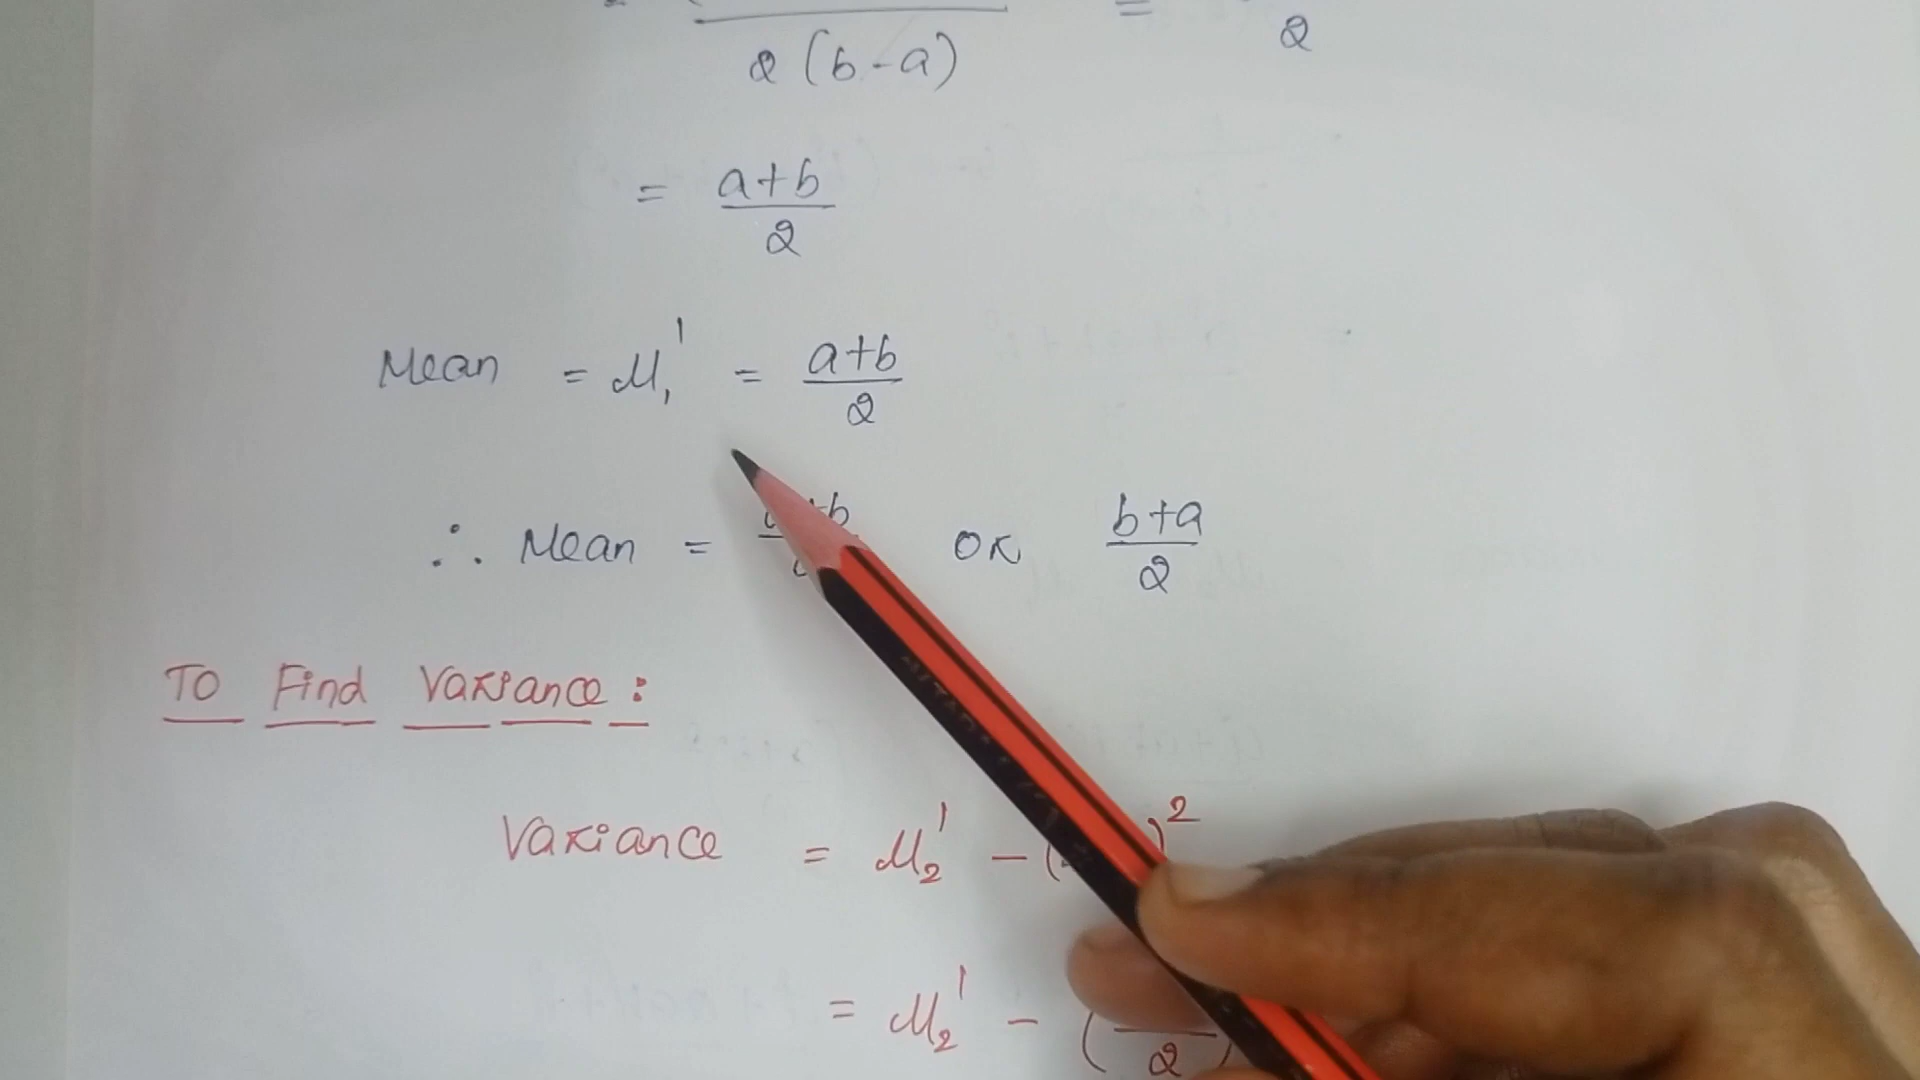 2 (b-a) = 2
= a+b/2
Mean = μ₁' = a+b/2
∴ Mean = +b or b+a/2
To Find Variance:
Variance = μ₂' - ( )²
= μ₂' - ( /2)